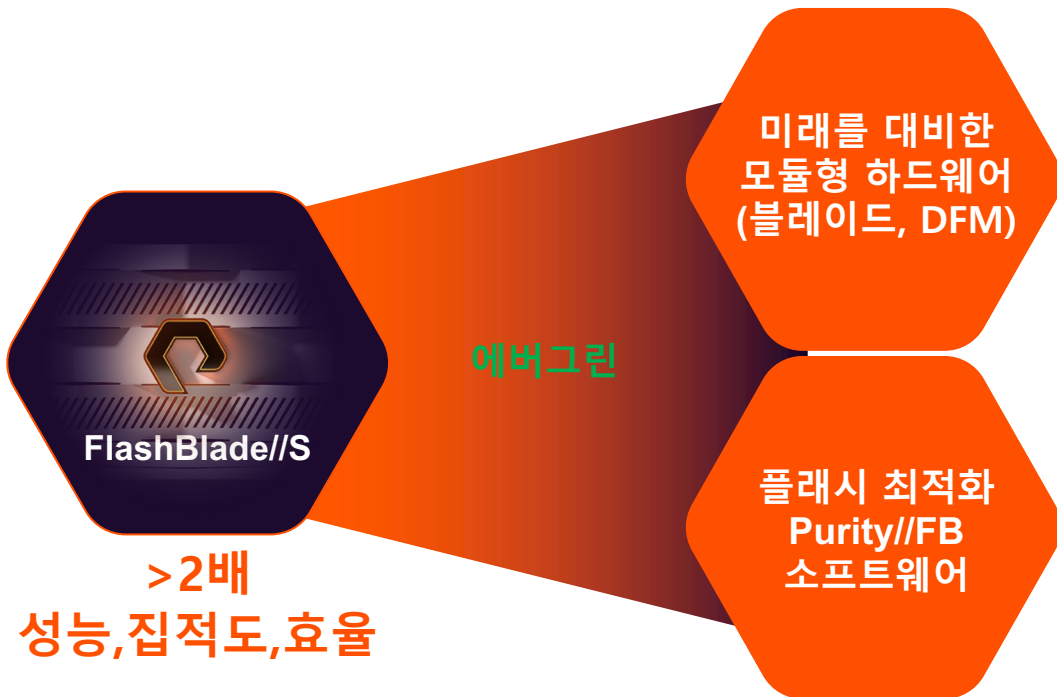 FlashBlade//S
>2배
성능,집적도,효율
에버그린
미래를 대비한
모듈형 하드웨어
(블레이드, DFM)
플래시 최적화
Purity//FB
소프트웨어